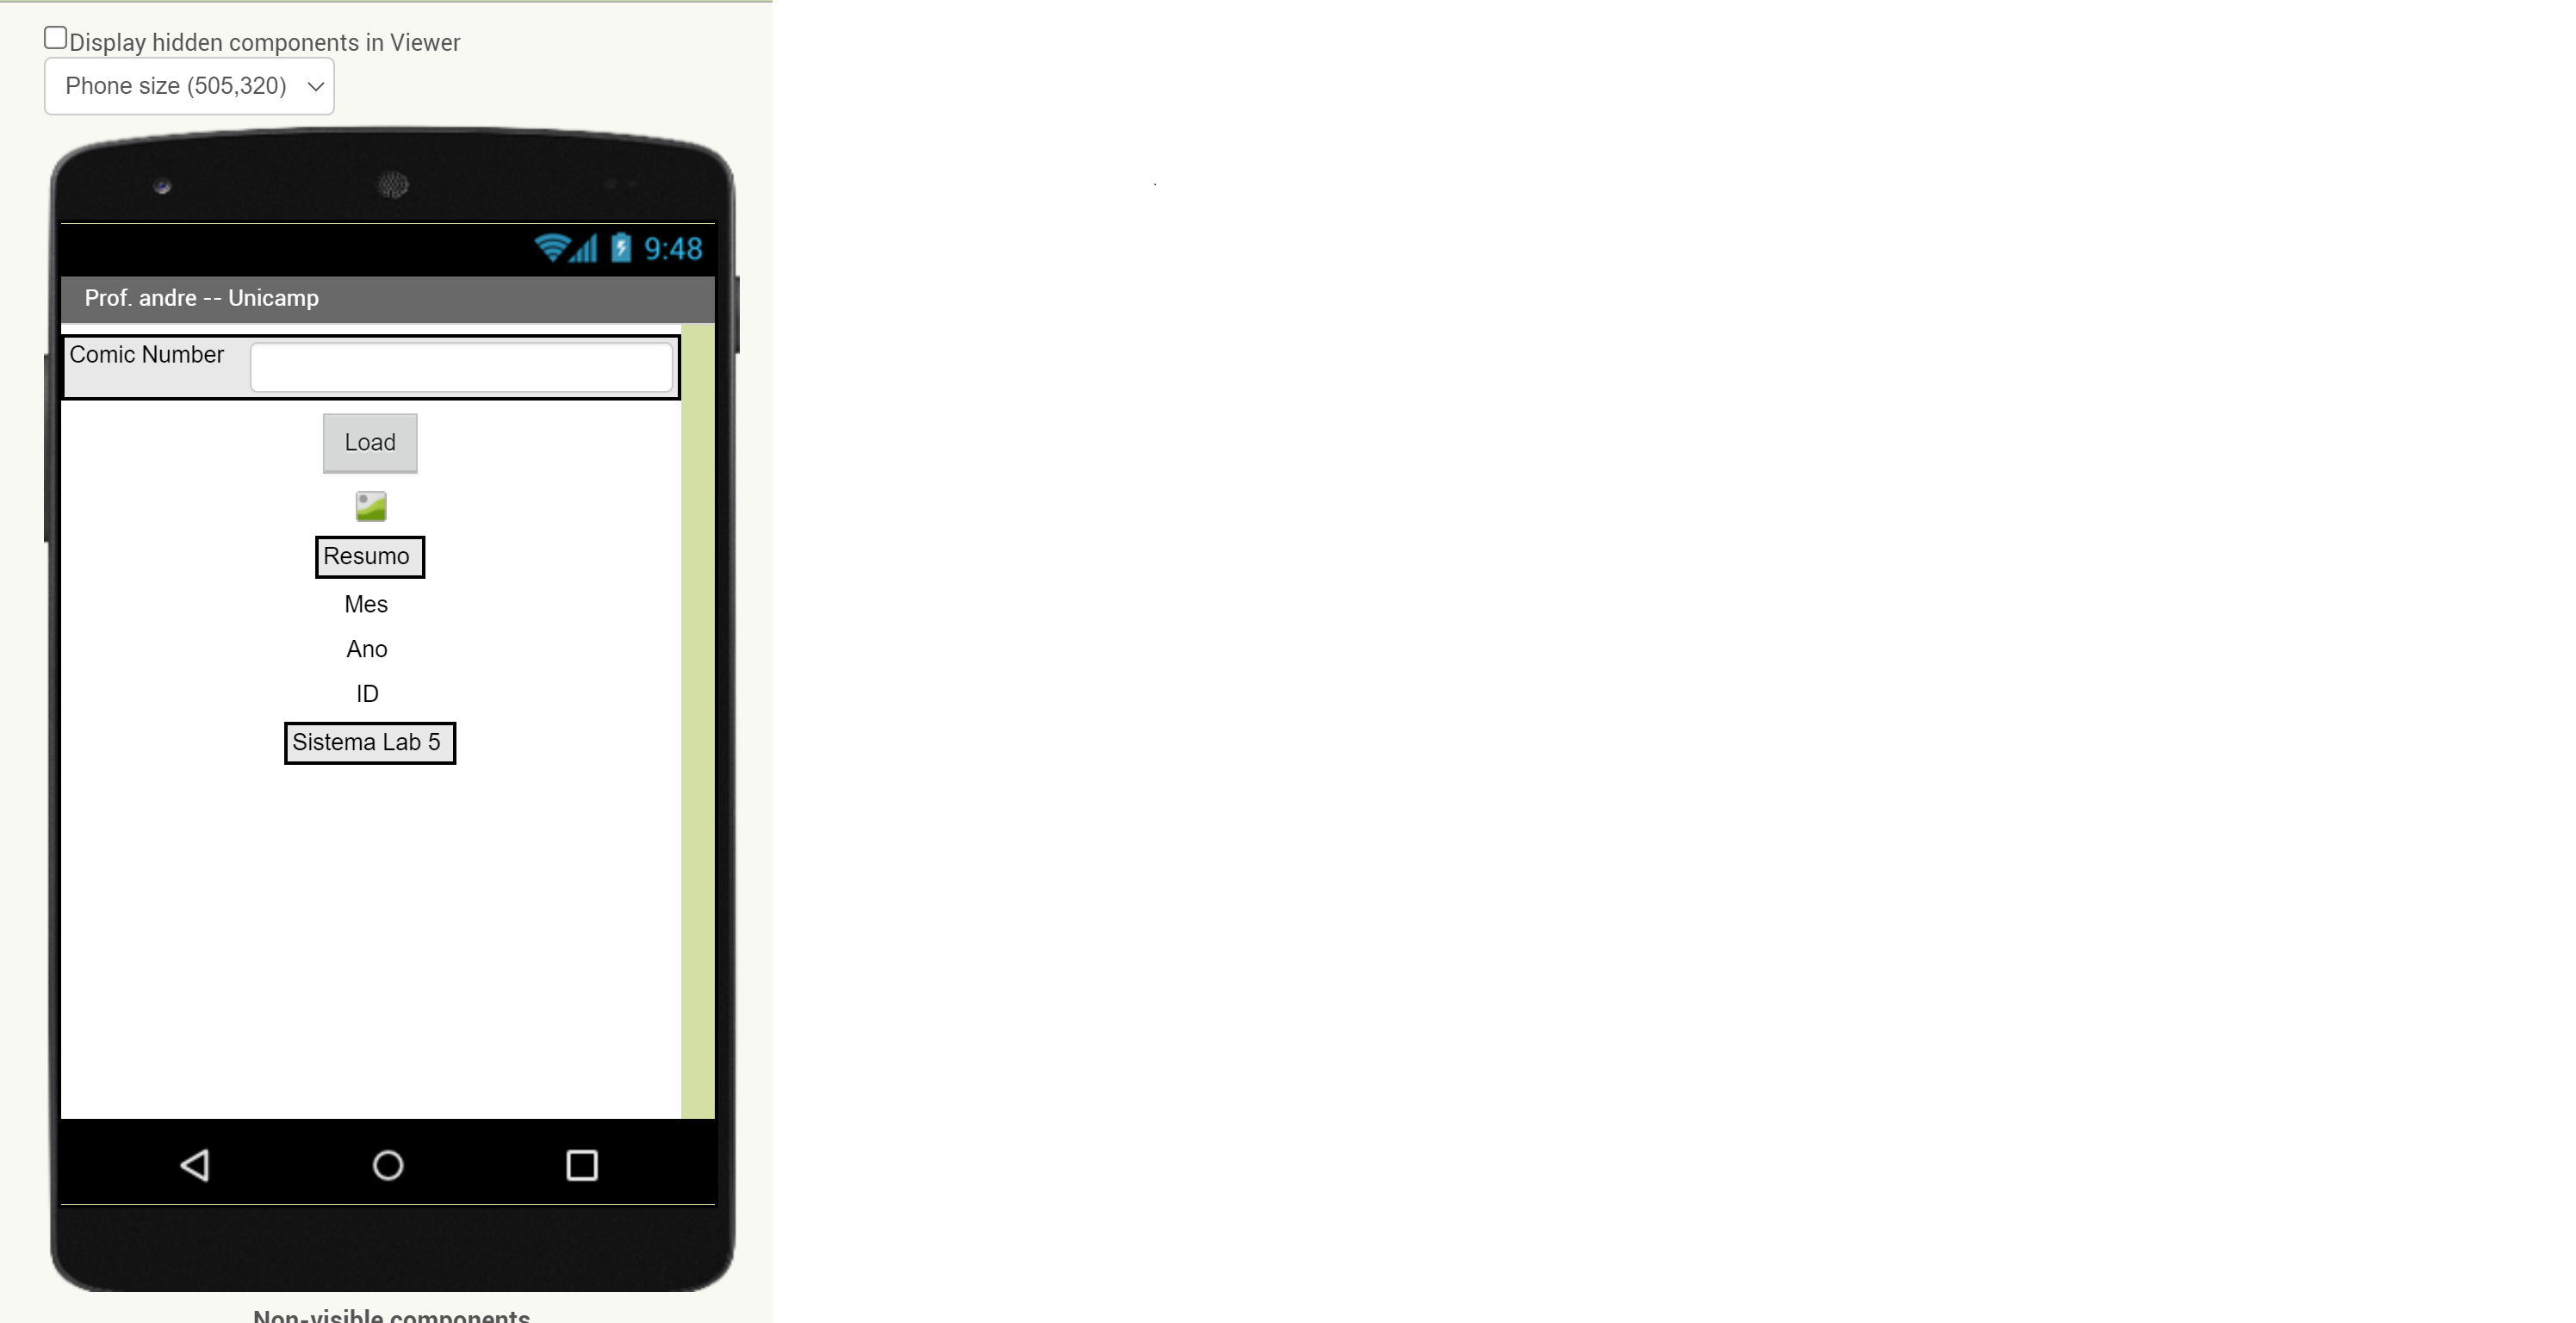 Display hidden components in Viewer
Phone size (505,320)
9:48
Prof. andre -- Unicamp
Comic Number
Load
Resumo
Mes
Ano
ID
Sistema Lab 5
Non-visible components